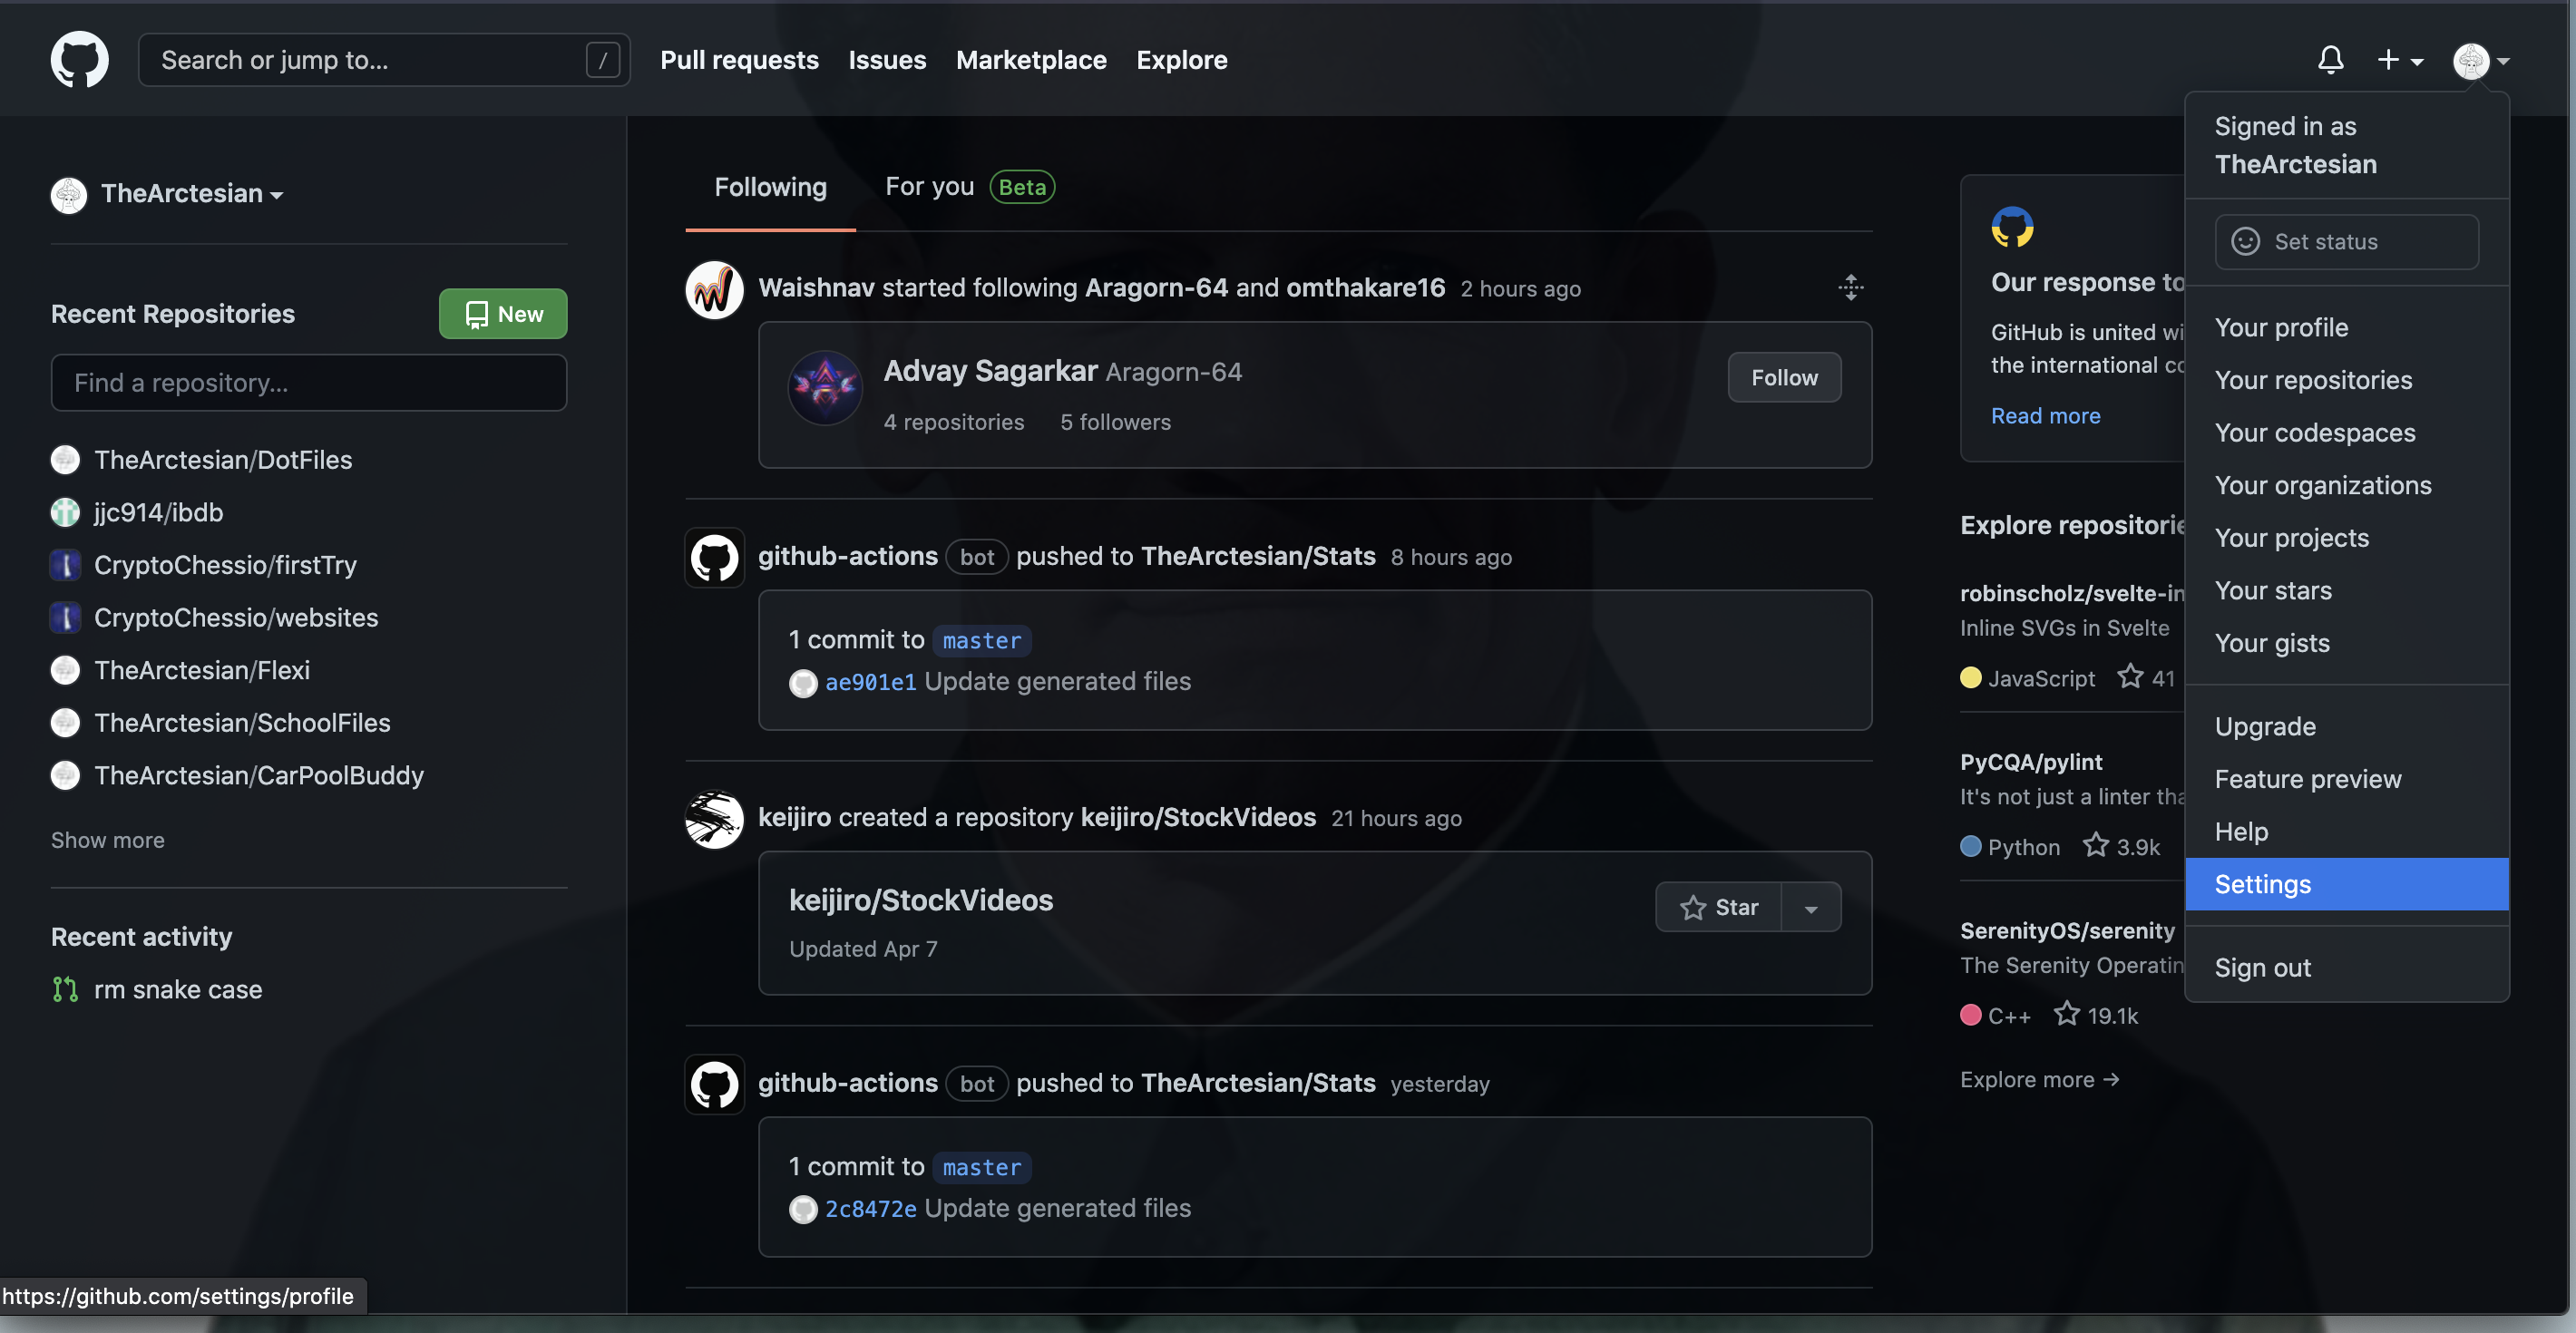 Search or jump to...
/
Pull requests
Issues
Marketplace
Explore
TheArctesian
Recent Repositories
New
Find a repository...
TheArctesian/DotFiles
jjc914/ibdb
CryptoChessio/firstTry
CryptoChessio/websites
TheArctesian/Flexi
TheArctesian/SchoolFiles
TheArctesian/CarPoolBuddy
Show more
Recent activity
rm snake case
https://github.com/settings/profile
Following
For you Beta
Waishnav started following Aragorn-64 and omthakare16 2 hours ago
Advay Sagarkar Aragorn-64
4 repositories 5 followers
Follow
github-actions bot pushed to TheArctesian/Stats 8 hours ago
1 commit to master
ae901e1 Update generated files
keijiro created a repository keijiro/StockVideos 21 hours ago
keijiro/StockVideos
Updated Apr 7
Star
github-actions bot pushed to TheArctesian/Stats yesterday
1 commit to master
2c8472e Update generated files
Our response to
GitHub is united wi
the international co
Read more
Explore repositorie
robinscholz/svelte-in
Inline SVGs in Svelte
JavaScript 41
PyCQA/pylint
It's not just a linter tha
Python 3.9k
SerenityOS/serenity
The Serenity Operatin
C++ 19.1k
Explore more →
Signed in as
TheArctesian
Set status
Your profile
Your repositories
Your codespaces
Your organizations
Your projects
Your stars
Your gists
Upgrade
Feature preview
Help
Settings
Sign out